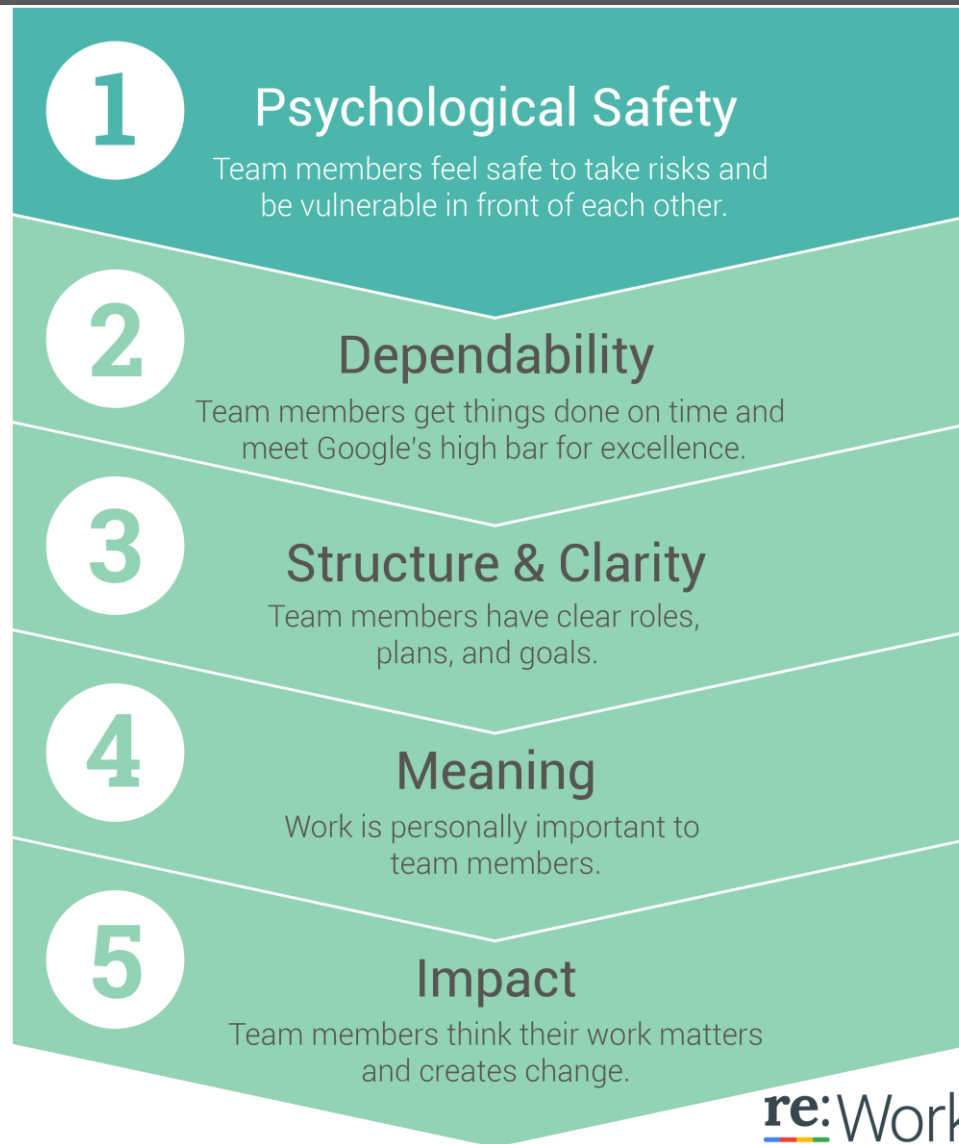 1
Psychological Safety
Team members feel safe to take risks and
be vulnerable in front of each other.
2
Dependability
Team members get things done on time and
meet Google's high bar for excellence.
3
Structure & Clarity
Team members have clear roles,
plans, and goals.
4
Meaning
Work is personally important to
team members.
5
Impact
Team members think their work matters
and creates change.
re:Work